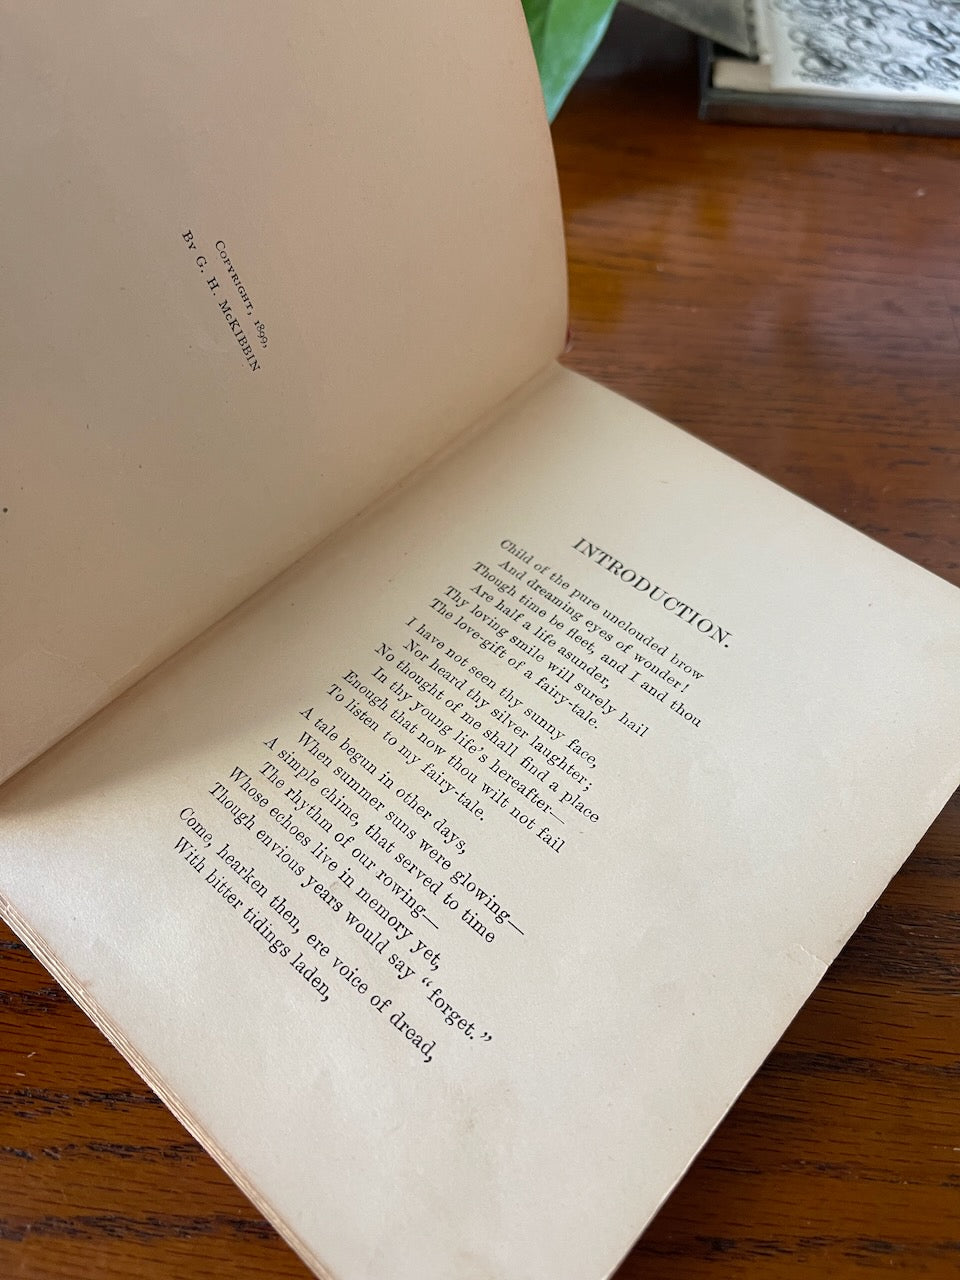 COPYRIGHT, 1899,
BY G. H. McKIBBIN
INTRODUCTION.
Child of the pure unclouded brow
And dreaming eyes of wonder!
Though time be fleet, and I and thou
Are half a life asunder,
Thy loving smile will surely hail
The love-gift of a fairy-tale.
I have not seen thy sunny face,
Nor heard thy silver laughter;
No thought of me shall find a place
In thy young life's hereafter—
Enough that now thou wilt not fail
To listen to my fairy-tale.
A tale begun in other days,
When summer suns were glowing—
A simple chime, that served to time
The rhythm of our rowing—
Whose echoes live in memory yet,
Though envious years would say "forget."
Come, hearken then, ere voice of dread,
With bitter tidings laden,